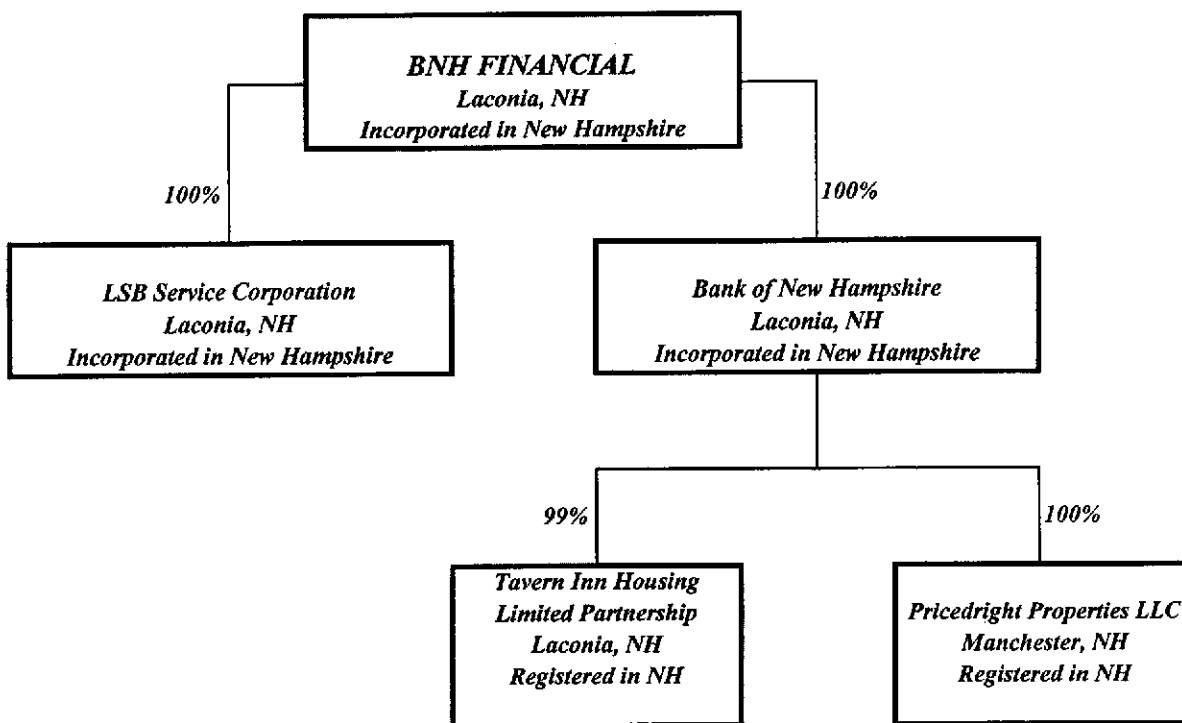 BNH FINANCIAL
Laconia, NH
Incorporated in New Hampshire
100%
100%
LSB Service Corporation
Laconia, NH
Incorporated in New Hampshire
Bank of New Hampshire
Laconia, NH
Incorporated in New Hampshire
99%
100%
Tavern Inn Housing
Limited Partnership
Laconia, NH
Registered in NH
Pricedright Properties LLC
Manchester, NH
Registered in NH